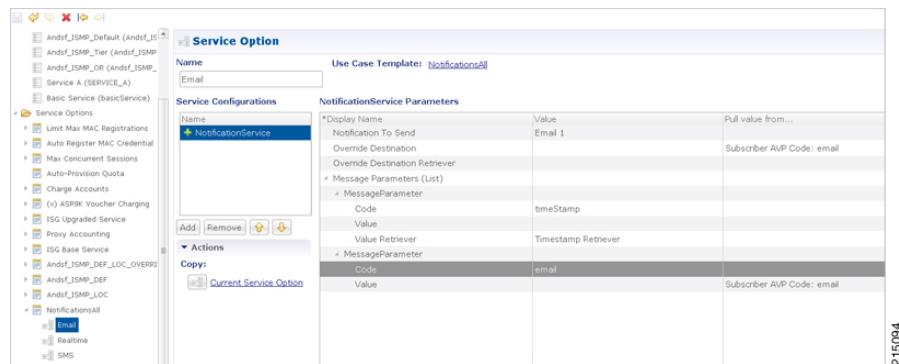 Andsf_ISMP_Default (Andsf_IS
Andsf_ISMP_Tier (Andsf_ISMP
Andsf_ISMP_OR (Andsf_ISMP_
Service A (SERVICE_A)
Basic Service (basicService)
Service Options
Limit Max MAC Registrations
Auto Register MAC Credential
Max Concurrent Sessions
Auto-Provision Quota
Charge Accounts
(x) ASR9K Voucher Charging
ISG Upgraded Service
Proxy Accounting
ISG Base Service
Andsf_ISMP_DEF_LOC_OVERRI
Andsf_ISMP_DEF
Andsf_ISMP_LOC
NotificationsAll
Email
Realtime
SMS
Service Option
Name
Use Case Template: NotificationsAll
Email
Service Configurations
Name
NotificationService
Add Remove
Actions
Copy:
Current Service Option
NotificationService Parameters
*Display Name Value Pull value from...
Notification To Send Email 1
Override Destination Subscriber AVP Code: email
Override Destination Retriever
Message Parameters (List)
MessageParameter
Code timeStamp
Value
Value Retriever Timestamp Retriever
MessageParameter
Code email
Value Subscriber AVP Code: email
215094